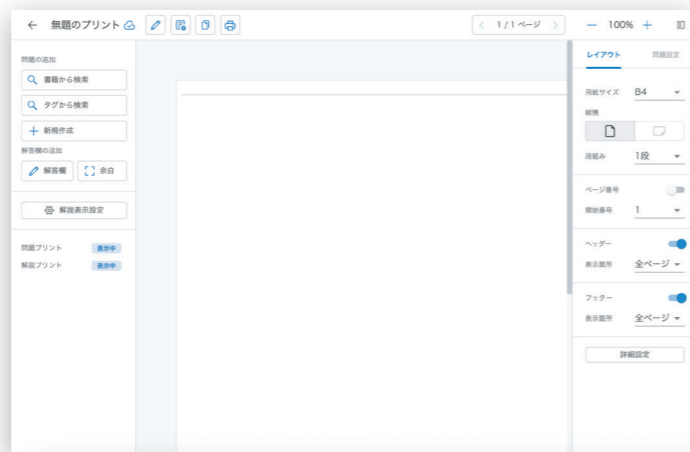 無題のプリント
1 / 1 ページ
100%
問題の追加
書籍から検索
タグから検索
新規作成
解答欄の追加
解答欄
余白
解説表示設定
問題プリント 表示中
解説プリント 表示中
レイアウト 問題設定
用紙サイズ B4
縦横
段組み 1段
ページ番号
開始番号 1
ヘッダー
表示箇所 全ページ
フッター
表示箇所 全ページ
詳細設定